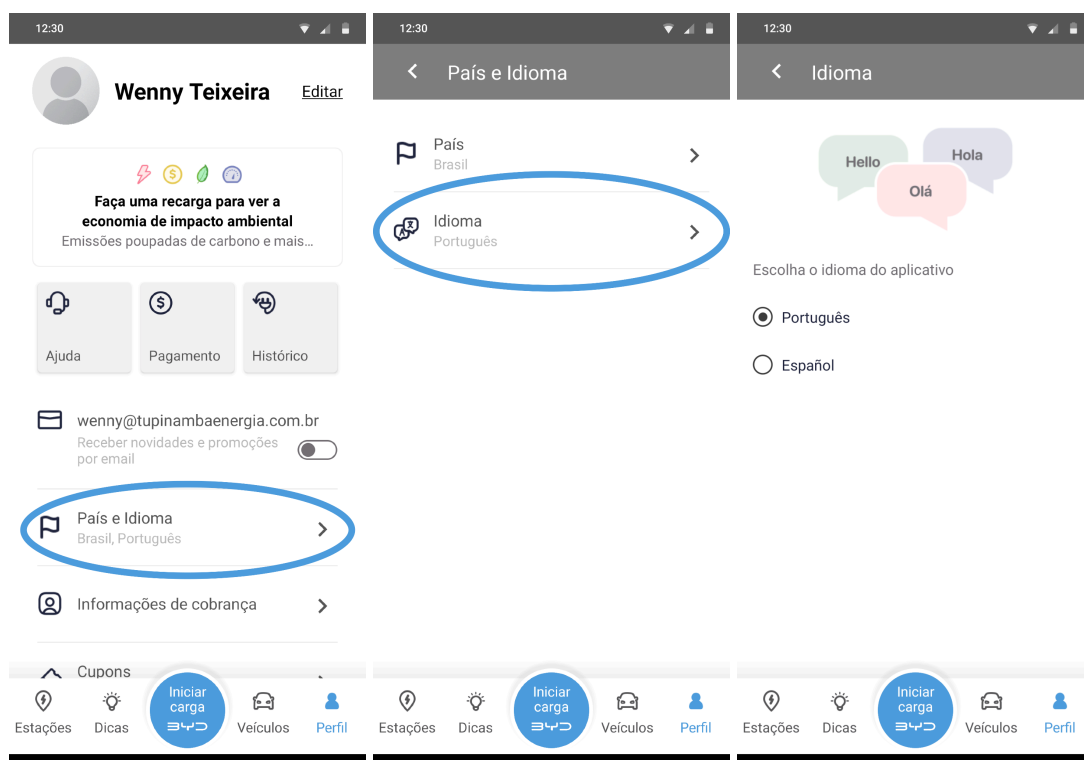 12:30
Wenny Teixeira
Editar
Faça uma recarga para ver a
economia de impacto ambiental
Emissões poupadas de carbono e mais...
Ajuda
Pagamento
Histórico
wenny@tupinambaenergia.com.br
Receber novidades e promoções
por email
País e Idioma
Brasil, Português
Informações de cobrança
Cupons
Estações
Dicas
Iniciar
carga
BYD
Veículos
Perfil
12:30
País e Idioma
País
Brasil
Idioma
Português
Estações
Dicas
Iniciar
carga
BYD
Veículos
Perfil
12:30
Idioma
Hello
Hola
Olá
Escolha o idioma do aplicativo
Português
Español
Estações
Dicas
Iniciar
carga
BYD
Veículos
Perfil